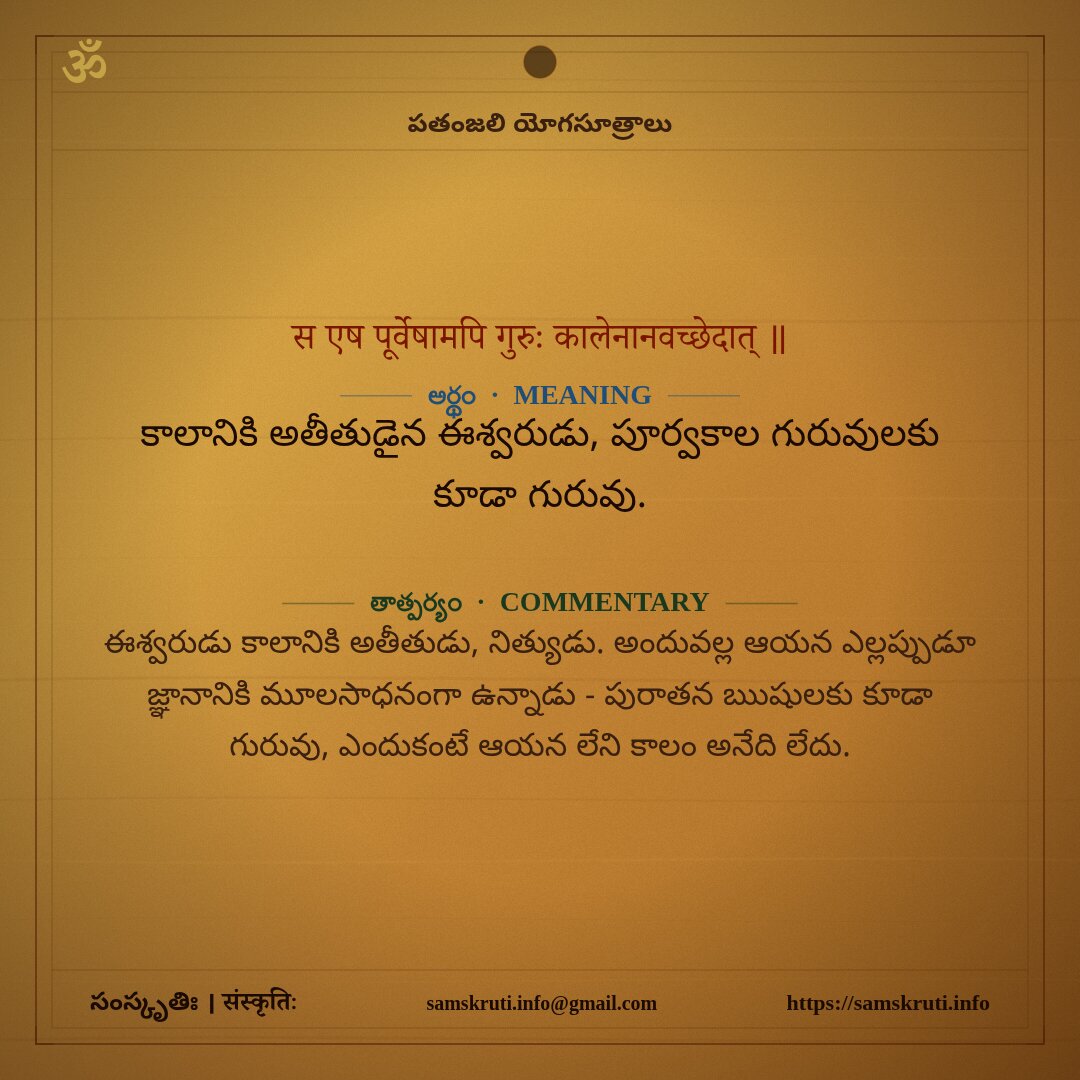 ॐ
పతంజలి యోగసూత్రాలు
स एष पूर्वेषामपि गुरुः कालेनानवच्छेदात् ॥
అర్థం · MEANING
కాలానికి అతీతుడైన ఈశ్వరుడు, పూర్వకాల గురువులకు
కూడా గురువు.
తాత్పర్యం · COMMENTARY
ఈశ్వరుడు కాలానికి అతీతుడు, నిత్యుడు. అందువల్ల ఆయన ఎల్లప్పుడూ
జ్ఞానానికి మూలసాధనంగా ఉన్నాడు - పురాతన ఋషులకు కూడా
గురువు, ఎందుకంటే ఆయన లేని కాలం అనేది లేదు.
సంస్కృతిః | संस्कृतिः samskruti.info@gmail.com https://samskruti.info